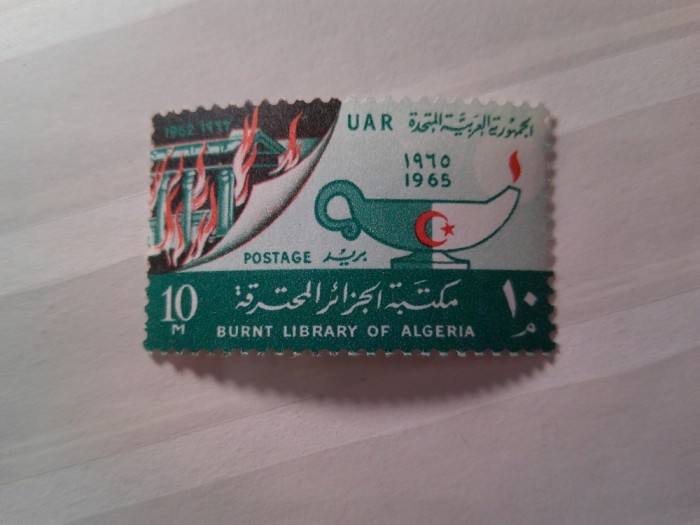 1962 ١٩٦٢
UAR الجمهورية العربية المتحدة
١٩٦٥
1965
POSTAGE بريد
10 M
مكتبة الجزائر المحترقة
BURNT LIBRARY OF ALGERIA
١٠ م